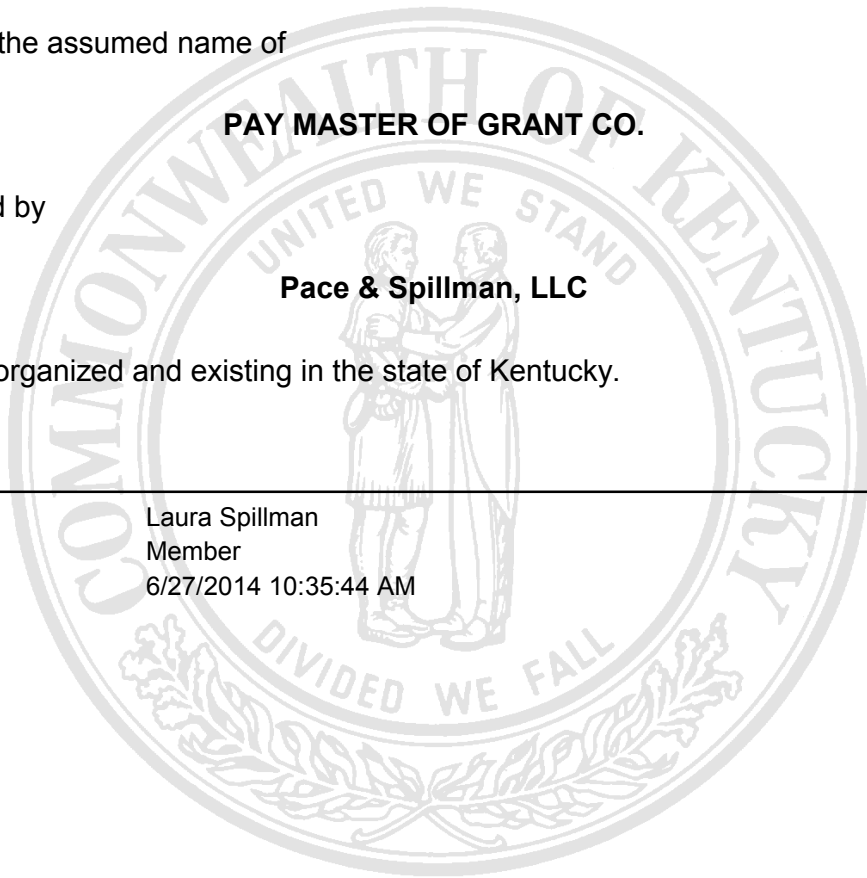 the assumed name of
PAY MASTER OF GRANT CO.
d by
Pace & Spillman, LLC
organized and existing in the state of Kentucky.
Laura Spillman
Member
6/27/2014 10:35:44 AM
COMMONWEALTH OF KENTUCKY
UNITED WE STAND
DIVIDED WE FALL